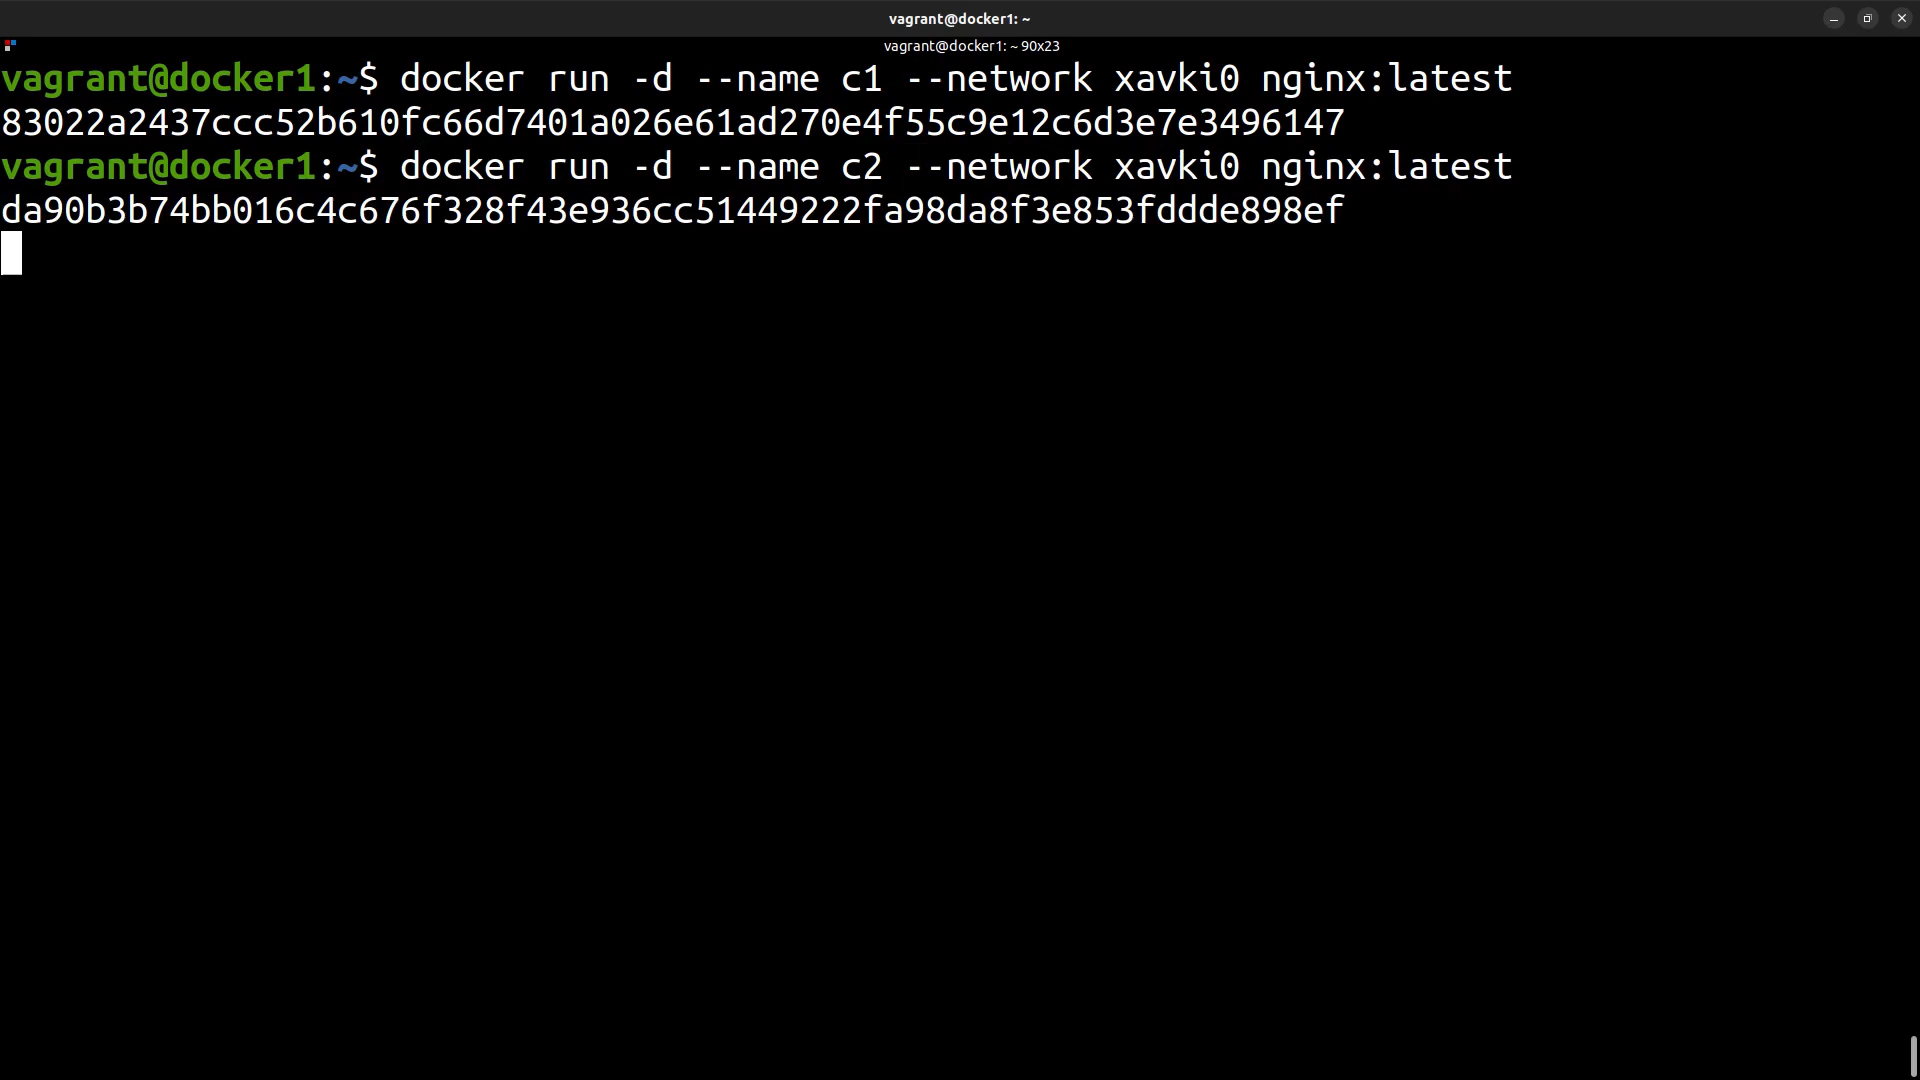 vagrant@docker1: ~
vagrant@docker1: ~ 90x23
vagrant@docker1:~$ docker run -d --name c1 --network xavki0 nginx:latest
83022a2437ccc52b610fc66d7401a026e61ad270e4f55c9e12c6d3e7e3496147
vagrant@docker1:~$ docker run -d --name c2 --network xavki0 nginx:latest
da90b3b74bb016c4c676f328f43e936cc51449222fa98da8f3e853fddde898ef